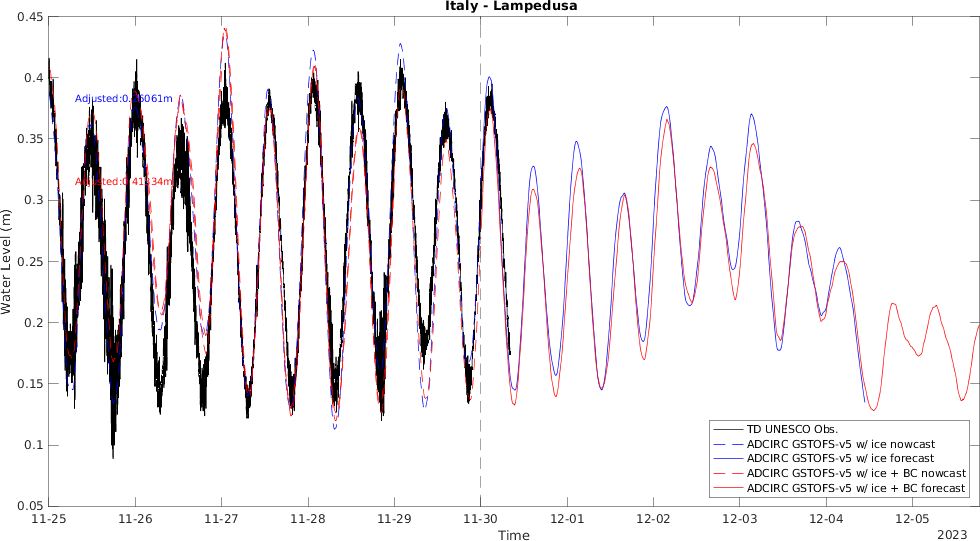 Italy - Lampedusa
0.45
0.4
0.35
0.3
0.25
0.2
0.15
0.1
0.05
Water Level (m)
11-25 11-26 11-27 11-28 11-29 11-30 12-01 12-02 12-03 12-04 12-05
Time
2023
TD UNESCO Obs.
ADCIRC GSTOFS-v5 w/ ice nowcast
ADCIRC GSTOFS-v5 w/ ice forecast
ADCIRC GSTOFS-v5 w/ ice + BC nowcast
ADCIRC GSTOFS-v5 w/ ice + BC forecast